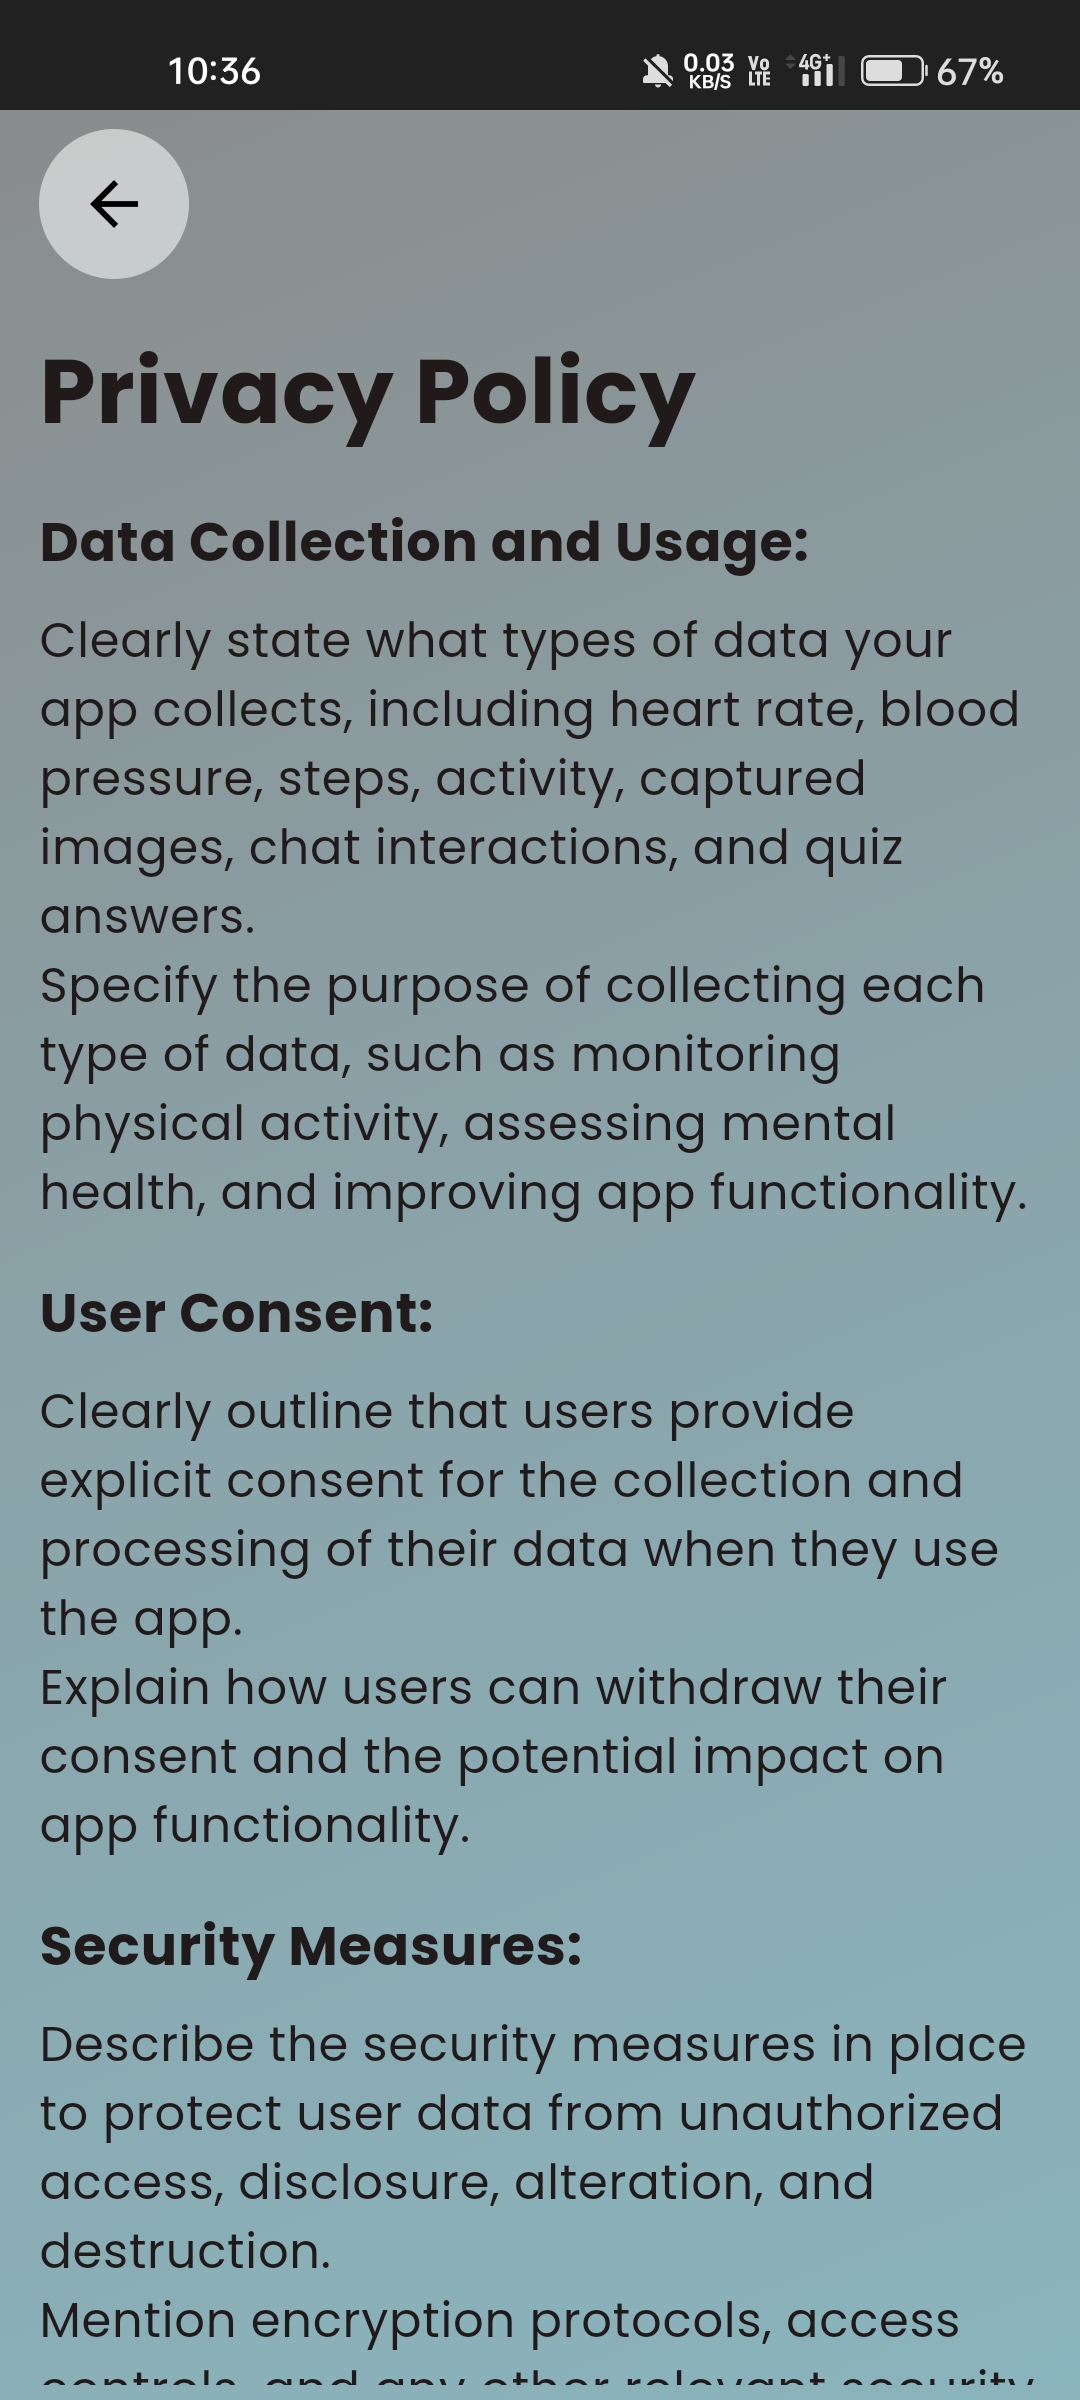 10:36
0.03
KB/S
Vo
LTE
4G+
67%
Privacy Policy
Data Collection and Usage:
Clearly state what types of data your
app collects, including heart rate, blood
pressure, steps, activity, captured
images, chat interactions, and quiz
answers.
Specify the purpose of collecting each
type of data, such as monitoring
physical activity, assessing mental
health, and improving app functionality.
User Consent:
Clearly outline that users provide
explicit consent for the collection and
processing of their data when they use
the app.
Explain how users can withdraw their
consent and the potential impact on
app functionality.
Security Measures:
Describe the security measures in place
to protect user data from unauthorized
access, disclosure, alteration, and
destruction.
Mention encryption protocols, access
controls, and any other relevant security